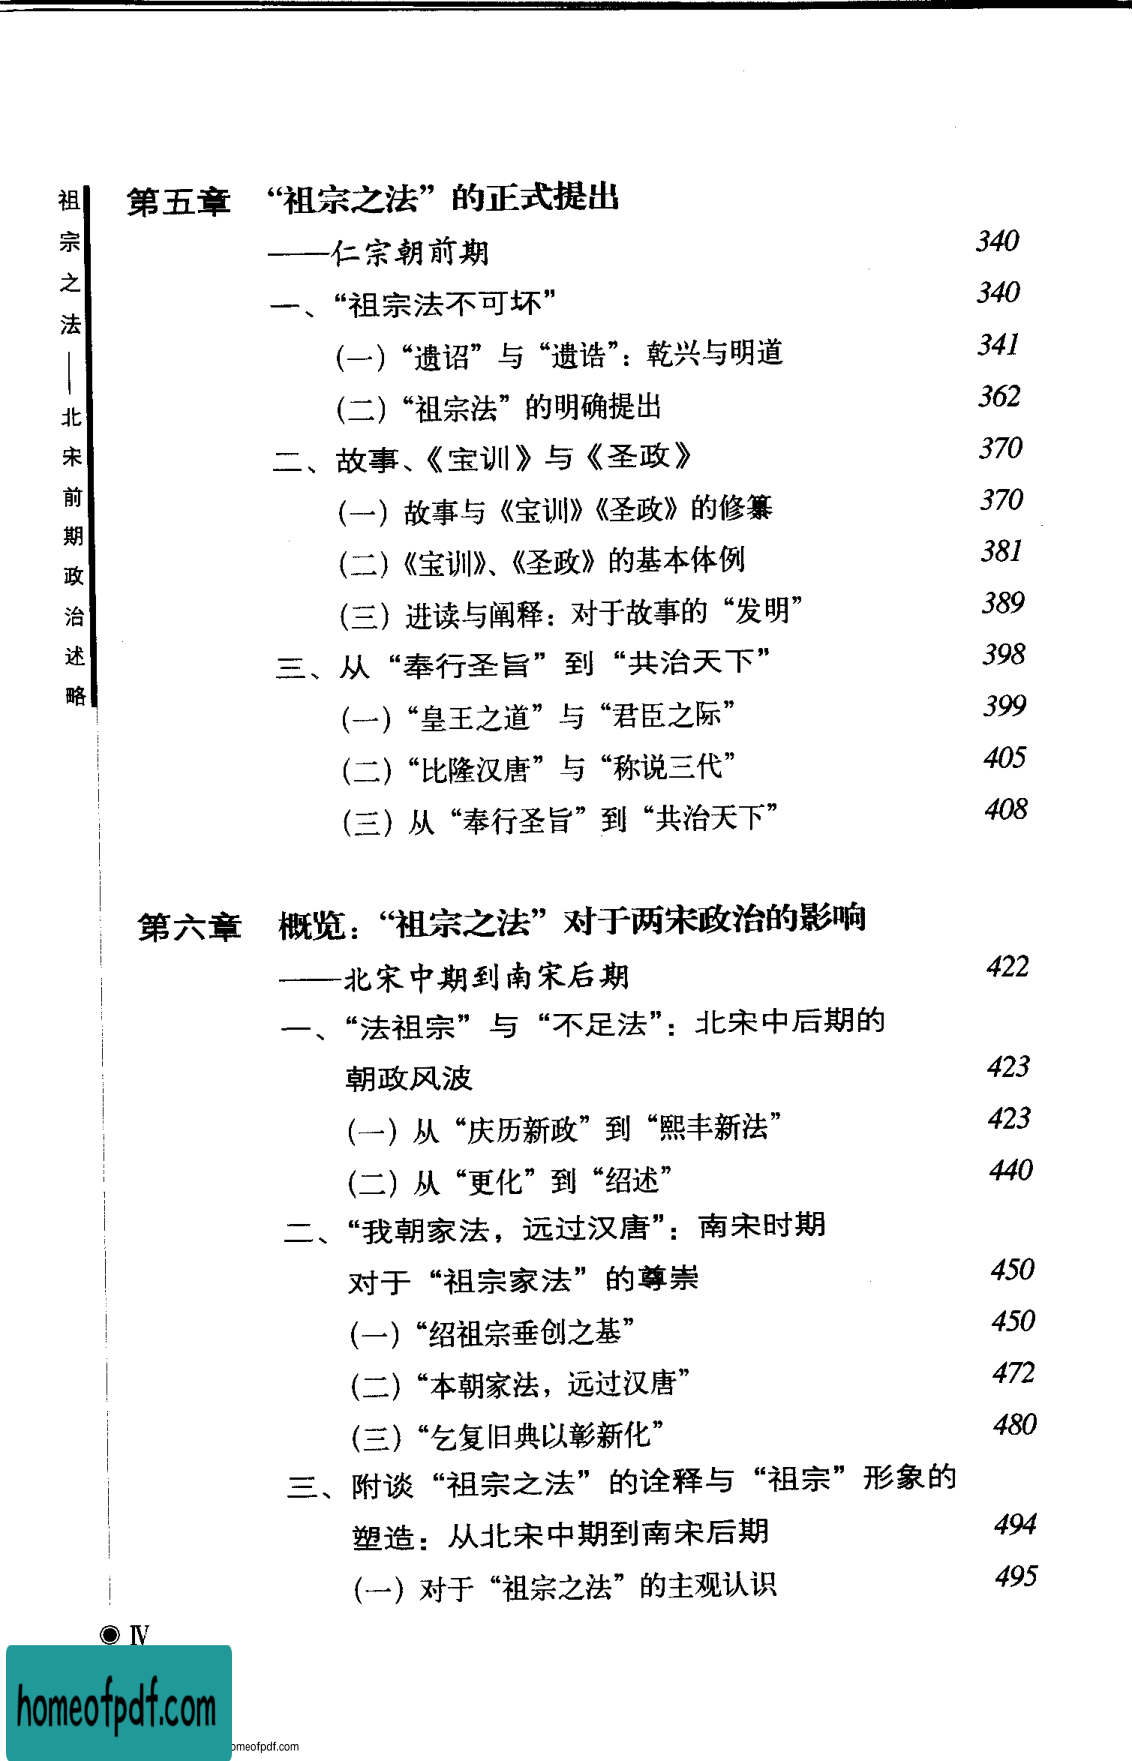 祖宗之法——北宋前期政治述略
第五章 “祖宗之法”的正式提出
——仁宗朝前期 340
一、“祖宗法不可坏” 340
(一)“遗诏”与“遗诰”：乾兴与明道 341
(二)“祖宗法”的明确提出 362
二、故事、《宝训》与《圣政》 370
(一) 故事与《宝训》《圣政》的修纂 370
(二)《宝训》、《圣政》的基本体例 381
(三) 进读与阐释：对于故事的“发明” 389
三、从“奉行圣旨”到“共治天下” 398
(一)“皇王之道”与“君臣之际” 399
(二)“比隆汉唐”与“称说三代” 405
(三) 从“奉行圣旨”到“共治天下” 408
第六章 概览：“祖宗之法”对于两宋政治的影响
——北宋中期到南宋后期 422
一、“法祖宗”与“不足法”：北宋中后期的
朝政风波 423
(一) 从“庆历新政”到“熙丰新法” 423
(二) 从“更化”到“绍述” 440
二、“我朝家法，远过汉唐”：南宋时期
对于“祖宗家法”的尊崇 450
(一)“绍祖宗垂创之基” 450
(二)“本朝家法，远过汉唐” 472
(三)“乞复旧典以彰新化” 480
三、附谈“祖宗之法”的诠释与“祖宗”形象的
塑造：从北宋中期到南宋后期 494
(一) 对于“祖宗之法”的主观认识 495
Ⅳ
homeofpdf.com
omeofpdf.com